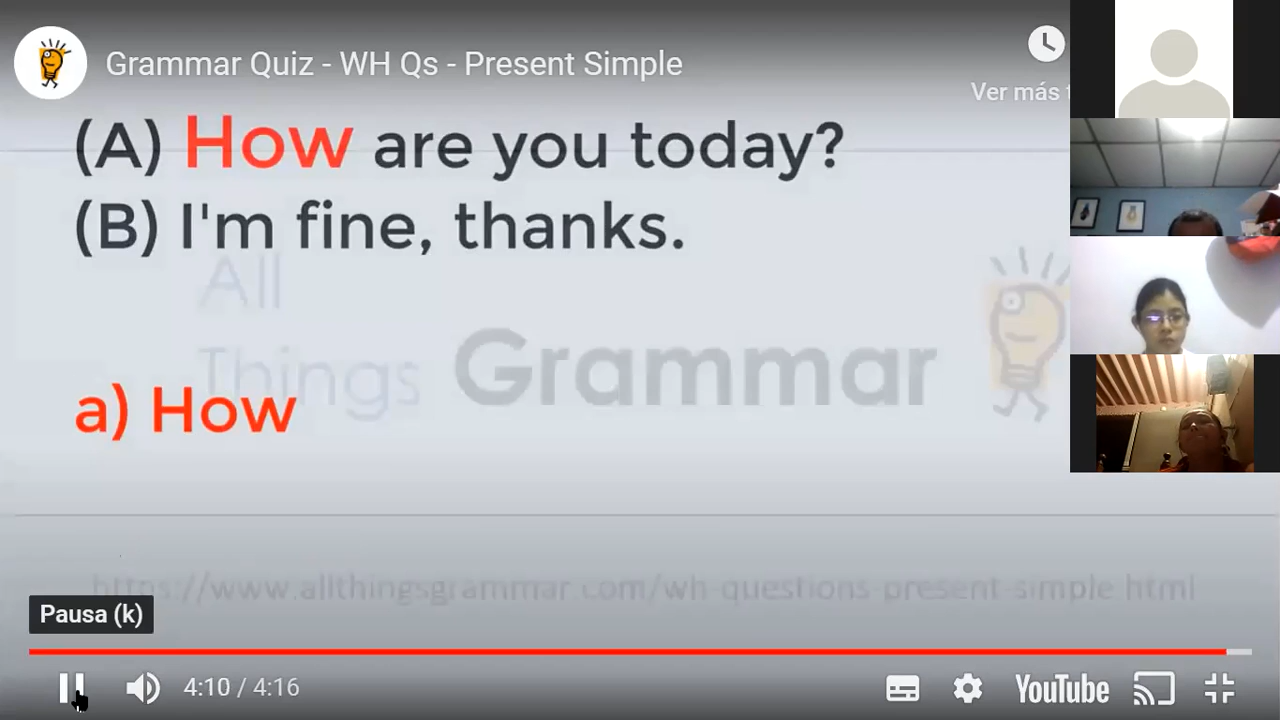 Grammar Quiz - WH Qs - Present Simple
Ver más
(A) How are you today?
(B) I'm fine, thanks.
All
Things Grammar
a) How
https://www.allthingsgrammar.com/wh-questions-present-simple.html
Pausa (k)
4:10 / 4:16
YouTube